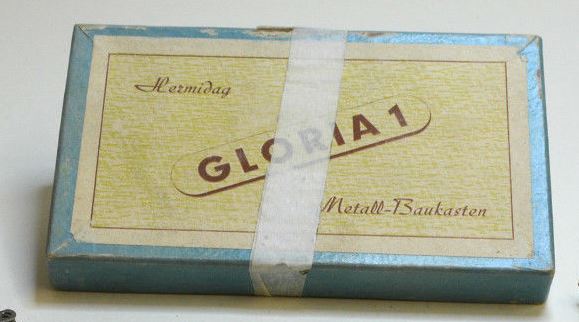 Hermidag
GLORIA 1
Metall-Baukasten